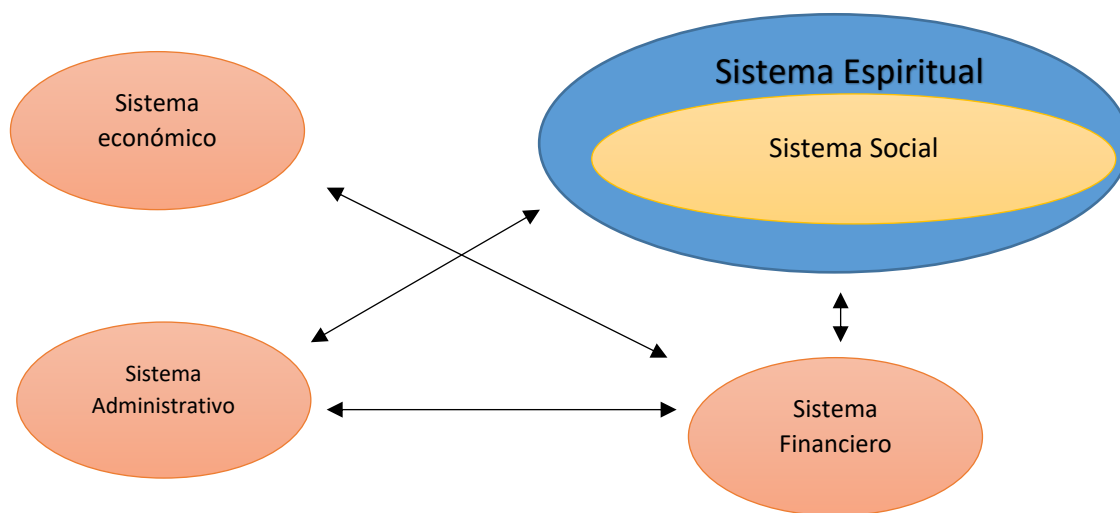 Sistema
económico
Sistema Espiritual
Sistema Social
Sistema
Administrativo
Sistema
Financiero